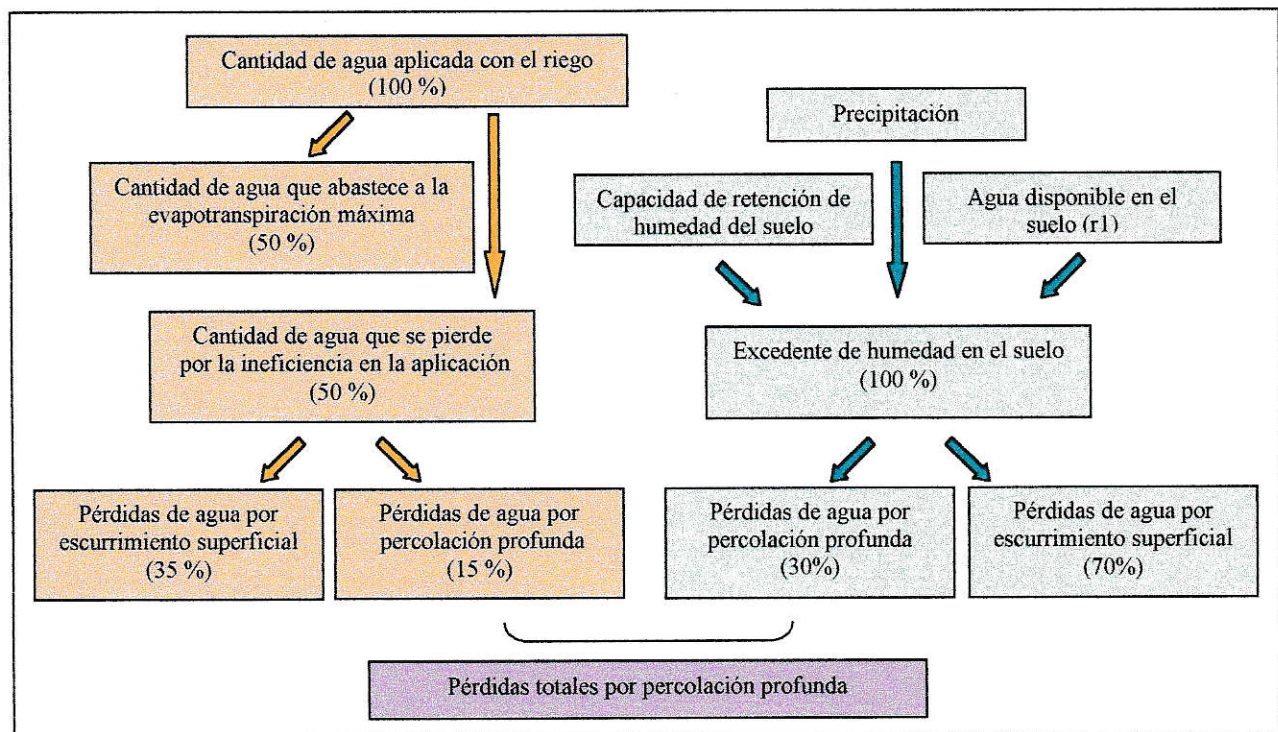 Cantidad de agua aplicada con el riego
(100 %)
Precipitación
Cantidad de agua que abastece a la
evapotranspiración máxima
(50 %)
Capacidad de retención de
humedad del suelo
Agua disponible en el
suelo (r1)
Cantidad de agua que se pierde
por la ineficiencia en la aplicación
(50 %)
Excedente de humedad en el suelo
(100 %)
Pérdidas de agua por
escurrimiento superficial
(35 %)
Pérdidas de agua por
percolación profunda
(15 %)
Pérdidas de agua por
percolación profunda
(30%)
Pérdidas de agua por
escurrimiento superficial
(70%)
Pérdidas totales por percolación profunda